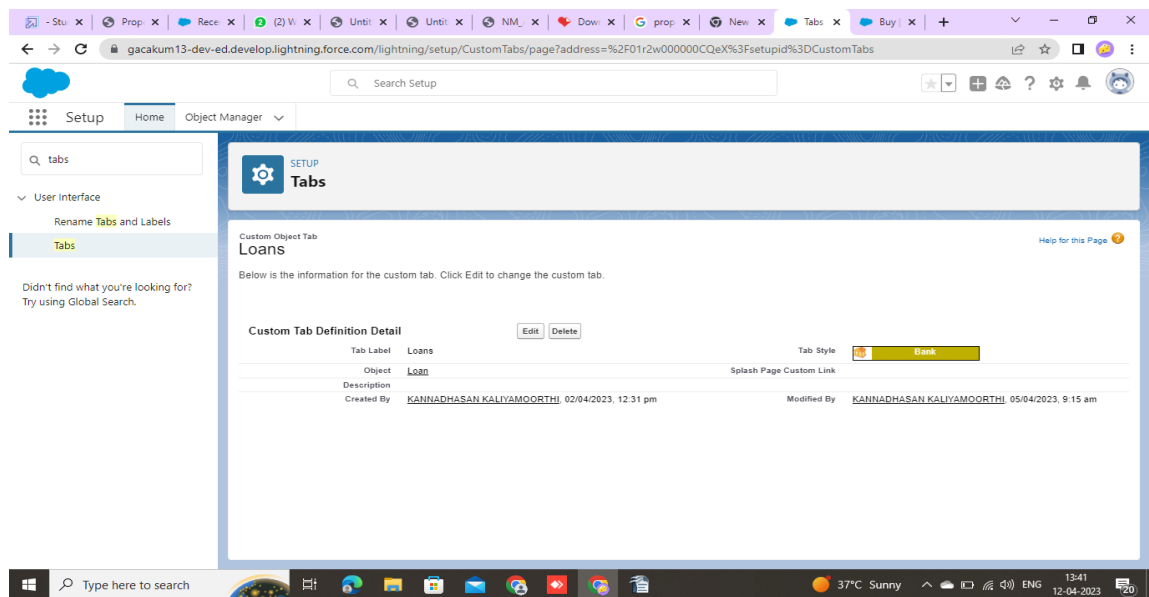 - Stu
Prop
Rece
(2) W
Untit
Untit
NM_
Dow
prop
New
Tabs
Buy |
gacakum13-dev-ed.develop.lightning.force.com/lightning/setup/CustomTabs/page?address=%2F01r2w000000CQeX%3Fsetupid%3DCustomTabs
Search Setup
Setup Home Object Manager
tabs
User Interface
Rename Tabs and Labels
Tabs
Didn't find what you're looking for?
Try using Global Search.
SETUP
Tabs
Custom Object Tab
Loans
Help for this Page
Below is the information for the custom tab. Click Edit to change the custom tab.
Custom Tab Definition Detail Edit Delete
Tab Label Loans Tab Style Bank
Object Loan Splash Page Custom Link
Description
Created By KANNADHASAN KALIYAMOORTHI, 02/04/2023, 12:31 pm Modified By KANNADHASAN KALIYAMOORTHI, 05/04/2023, 9:15 am
Type here to search
37°C Sunny
ENG
13:41
12-04-2023
20